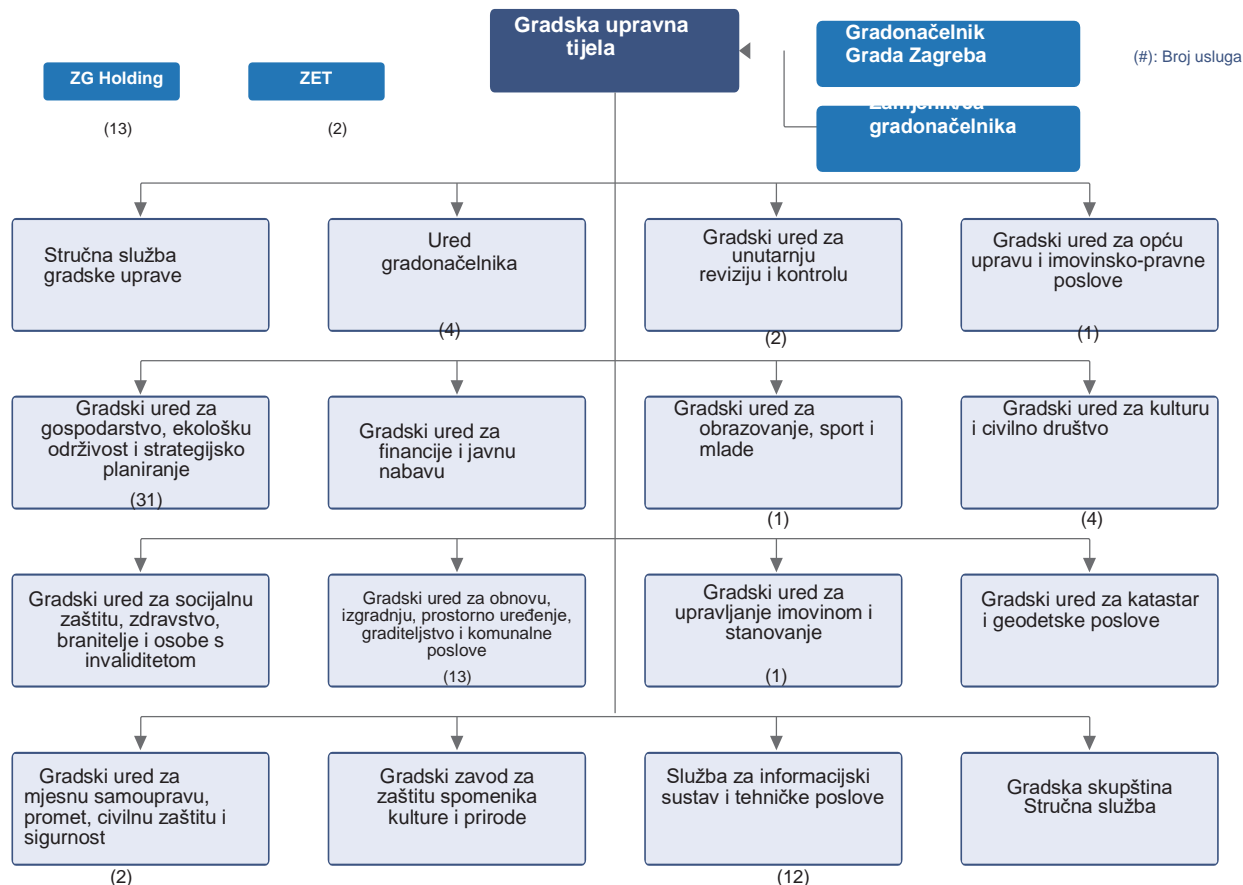 Gradska upravna
tijela
Gradonačelnik
Grada Zagreba
(#): Broj usluga
ZG Holding
ZET
(13)
(2)
Zamjenik/ca
gradonačelnika
Stručna služba
gradske uprave
Ured
gradonačelnika
(4)
Gradski ured za
unutarnju
reviziju i kontrolu
(2)
Gradski ured za opću
upravu i imovinsko-pravne
poslove
(1)
Gradski ured za
gospodarstvo, ekološku
održivost i strategijsko
planiranje
(31)
Gradski ured za
financije i javnu
nabavu
Gradski ured za
obrazovanje, sport i
mlade
(1)
Gradski ured za kulturu
i civilno društvo
(4)
Gradski ured za socijalnu
zaštitu, zdravstvo,
branitelje i osobe s
invaliditetom
Gradski ured za obnovu,
izgradnju, prostorno uređenje,
graditeljstvo i komunalne
poslove
(13)
Gradski ured za
upravljanje imovinom i
stanovanje
(1)
Gradski ured za katastar
i geodetske poslove
Gradski ured za
mjesnu samoupravu,
promet, civilnu zaštitu i
sigurnost
(2)
Gradski zavod za
zaštitu spomenika
kulture i prirode
Služba za informacijski
sustav i tehničke poslove
(12)
Gradska skupština
Stručna služba